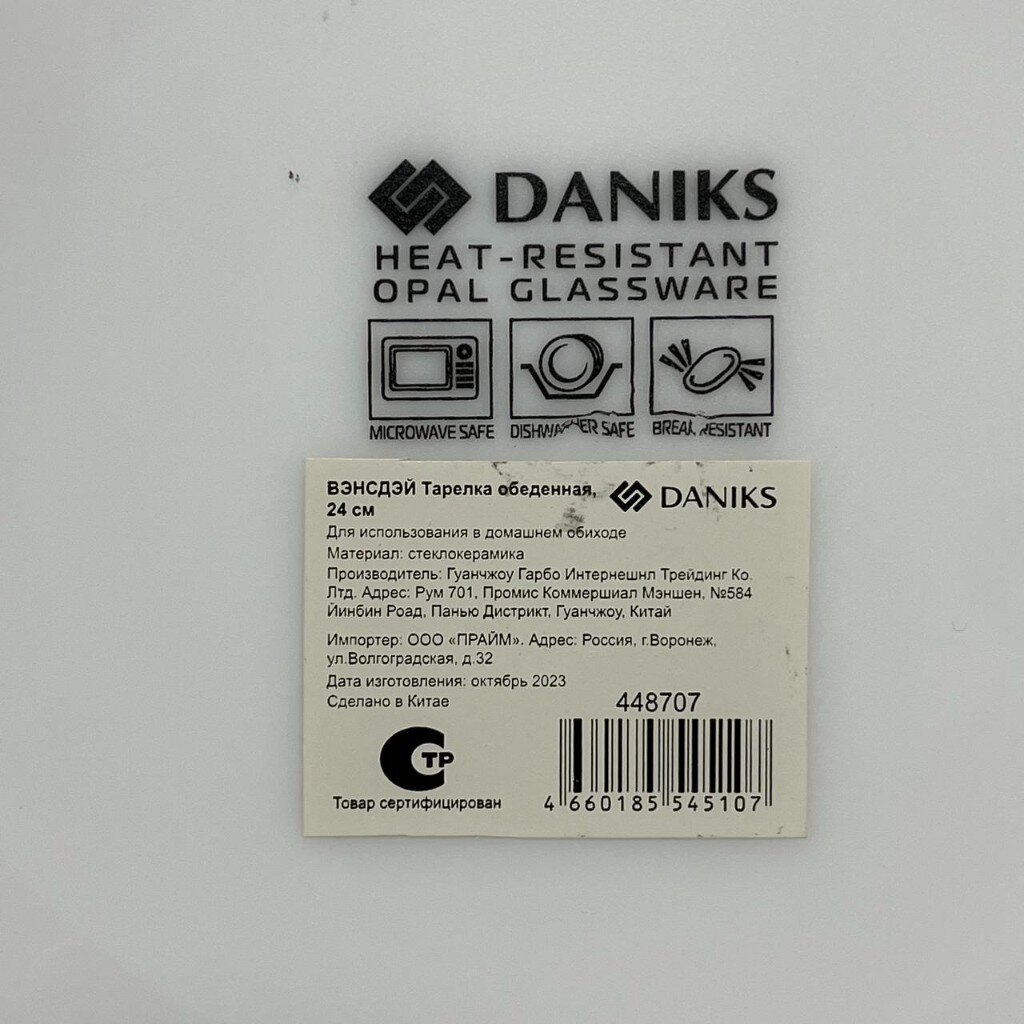 DANIKS
HEAT-RESISTANT
OPAL GLASSWARE
MICROWAVE SAFE DISHWASHER SAFE BREAK RESISTANT
ВЭНСДЭЙ Тарелка обеденная, DANIKS
24 см
Для использования в домашнем обиходе
Материал: стеклокерамика
Производитель: Гуанчжоу Гарбо Интернешнл Трейдинг Ко.
Лтд. Адрес: Рум 701, Промис Коммершиал Мэншен, №584
Йинбин Роад, Панью Дистрикт, Гуанчжоу, Китай
Импортер: ООО «ПРАЙМ». Адрес: Россия, г.Воронеж,
ул.Волгоградская, д.32
Дата изготовления: октябрь 2023
Сделано в Китае
448707
ТР
Товар сертифицирован
4 660185 545107